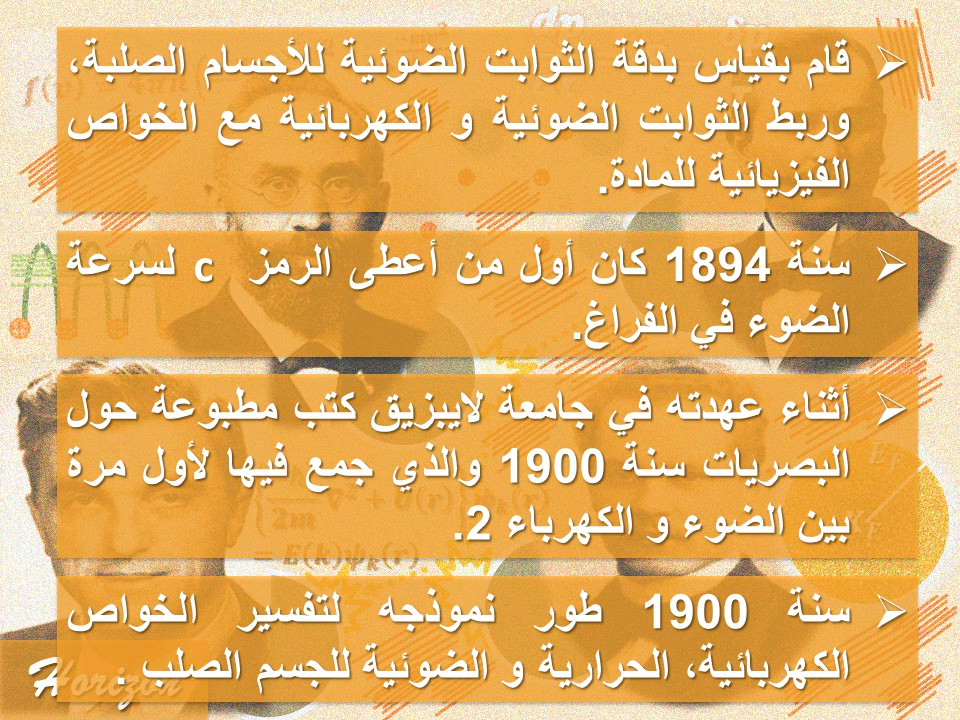 قام بقياس بدقة الثوابت الضوئية للأجسام الصلبة،
وربط الثوابت الضوئية و الكهربائية مع الخواص
الفيزيائية للمادة.
سنة 1894 كان أول من أعطى الرمز c لسرعة
الضوء في الفراغ.
أثناء عهدته في جامعة لايبزيق كتب مطبوعة حول
البصريات سنة 1900 والذي جمع فيها لأول مرة
بين الضوء و الكهرباء 2.
سنة 1900 طور نموذجه لتفسير الخواص
الكهربائية، الحرارية و الضوئية للجسم الصلب .
Horizon